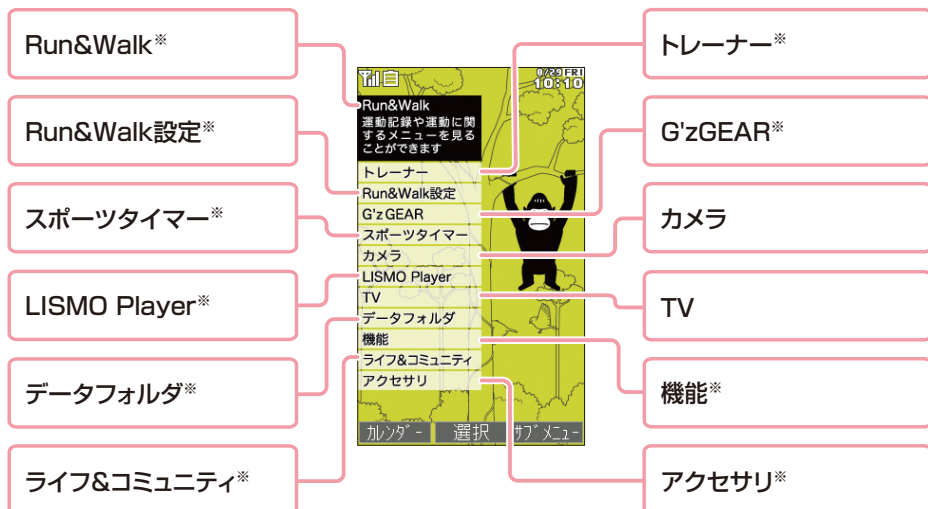 Run&Walk※
Run&Walk設定※
スポーツタイマー※
LISMO Player※
データフォルダ※
ライフ&コミュニティ※
8/29 FRI
10:10
Run&Walk
運動記録や運動に関
するメニューを見る
ことができます
トレーナー
Run&Walk設定
G'z GEAR
スポーツタイマー
カメラ
LISMO Player
TV
データフォルダ
機能
ライフ&コミュニティ
アクセサリ
カレンダー 選択 サブメニュー
トレーナー※
G'zGEAR※
カメラ
TV
機能※
アクセサリ※